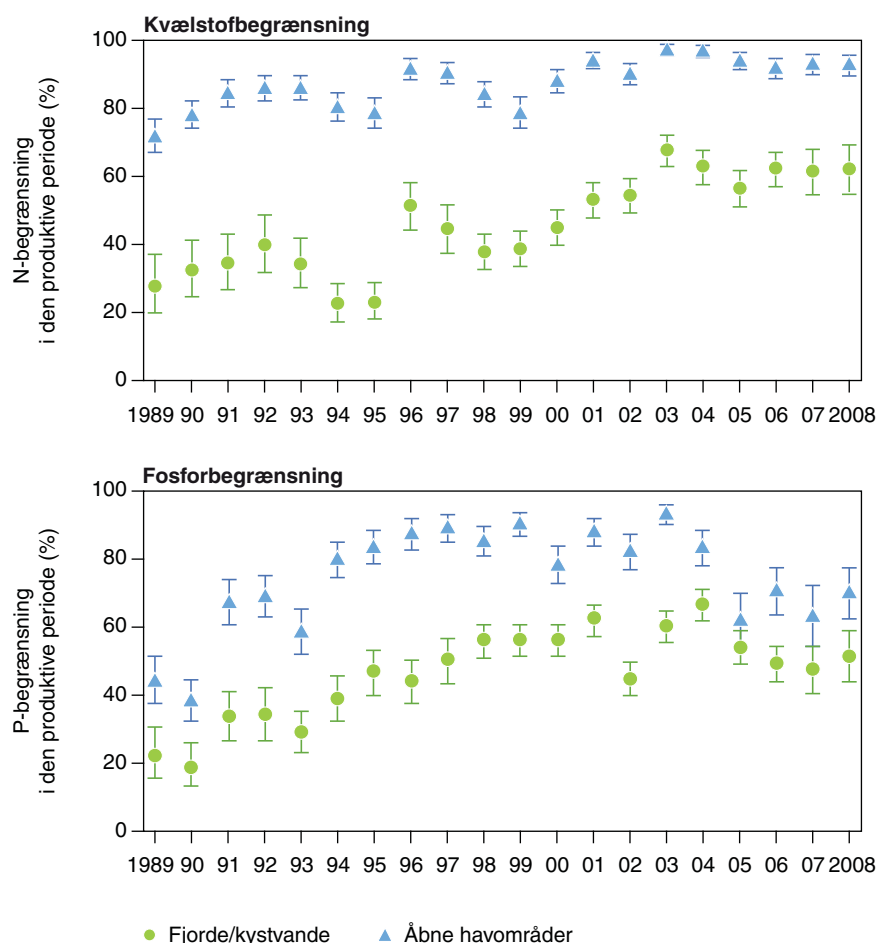 Kvælstofbegrænsning
N-begrænsning
i den produktive periode (%)
100
80
60
40
20
0
1989 90 91 92 93 94 95 96 97 98 99 00 01 02 03 04 05 06 07 2008
Fosforbegrænsning
P-begrænsning
i den produktive periode (%)
100
80
60
40
20
0
1989 90 91 92 93 94 95 96 97 98 99 00 01 02 03 04 05 06 07 2008
Fjorde/kystvande Åbne havområder